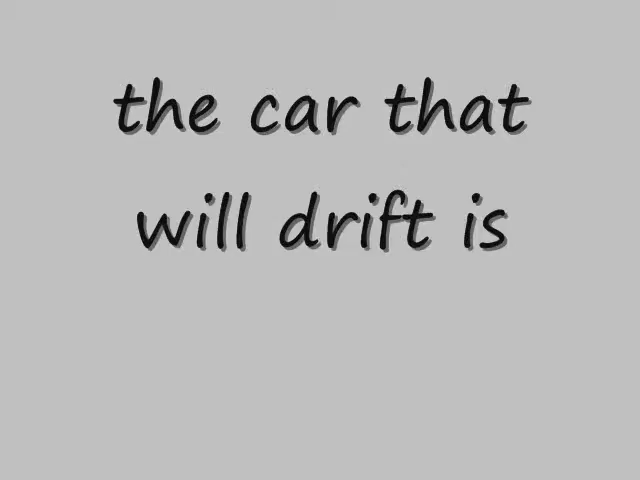 the car that
will drift is